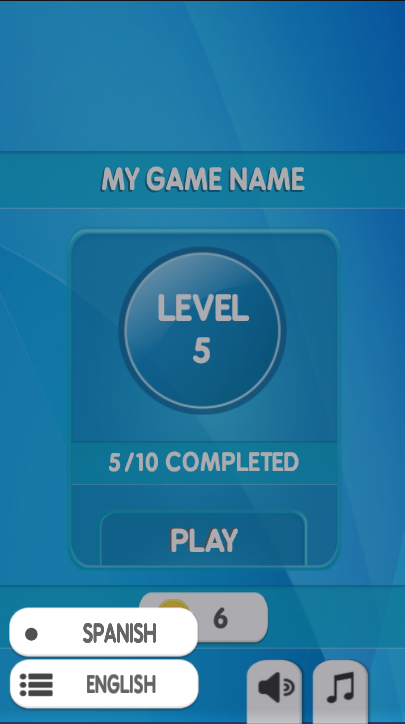 MY GAME NAME
LEVEL
5
5/10 COMPLETED
PLAY
6
SPANISH
ENGLISH